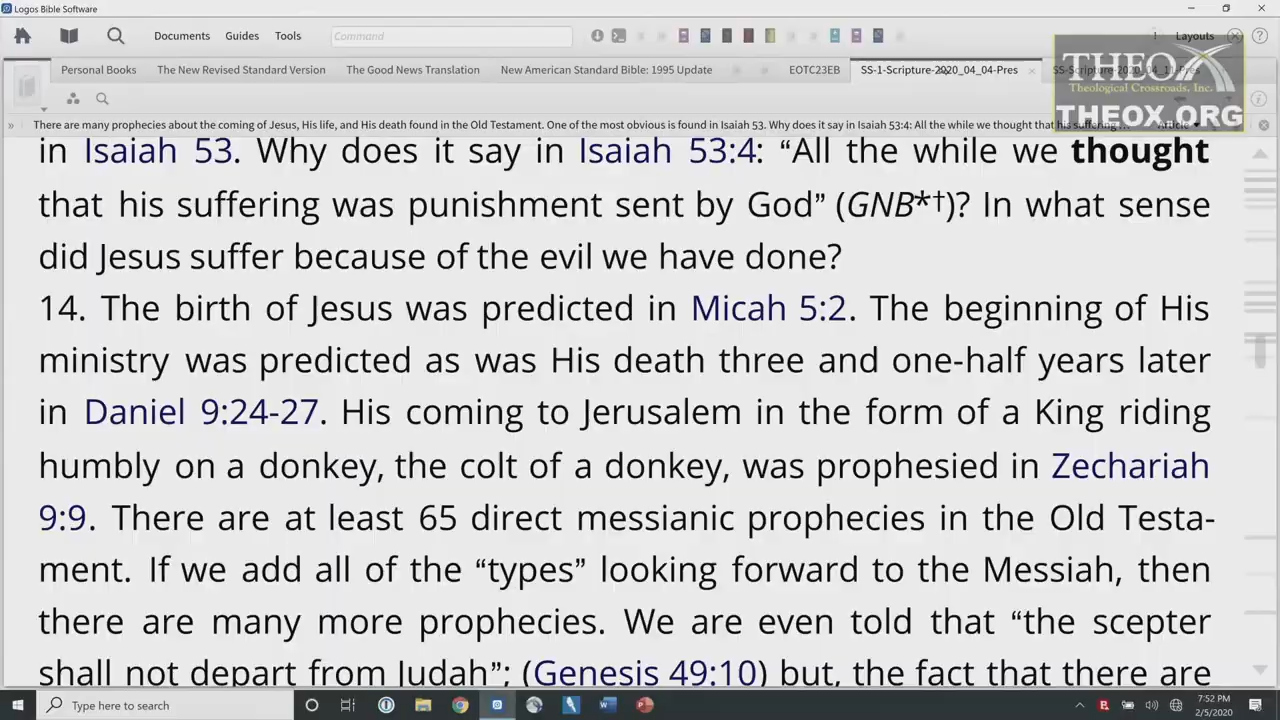 Logos Bible Software
Documents Guides Tools Command Layouts
Personal Books The New Revised Standard Version The Good News Translation New American Standard Bible: 1995 Update EOTC23EB SS-1-Scripture-2020_04_04-Pres SS-Scripture-2020_04_11-Pres
THEOX
Theological Crossroads, Inc.
THEOX.ORG
» There are many prophecies about the coming of Jesus, His life, and His death found in the Old Testament. One of the most obvious is found in Isaiah 53. Why does it say in Isaiah 53:4: All the while we thought that his suffering ... Article
in Isaiah 53. Why does it say in Isaiah 53:4: “All the while we thought
that his suffering was punishment sent by God” (GNB*†)? In what sense
did Jesus suffer because of the evil we have done?
14. The birth of Jesus was predicted in Micah 5:2. The beginning of His
ministry was predicted as was His death three and one-half years later
in Daniel 9:24-27. His coming to Jerusalem in the form of a King riding
humbly on a donkey, the colt of a donkey, was prophesied in Zechariah
9:9. There are at least 65 direct messianic prophecies in the Old Testa-
ment. If we add all of the “types” looking forward to the Messiah, then
there are many more prophecies. We are even told that “the scepter
shall not depart from Judah”; (Genesis 49:10) but, the fact that there are
Type here to search
7:52 PM
2/5/2020